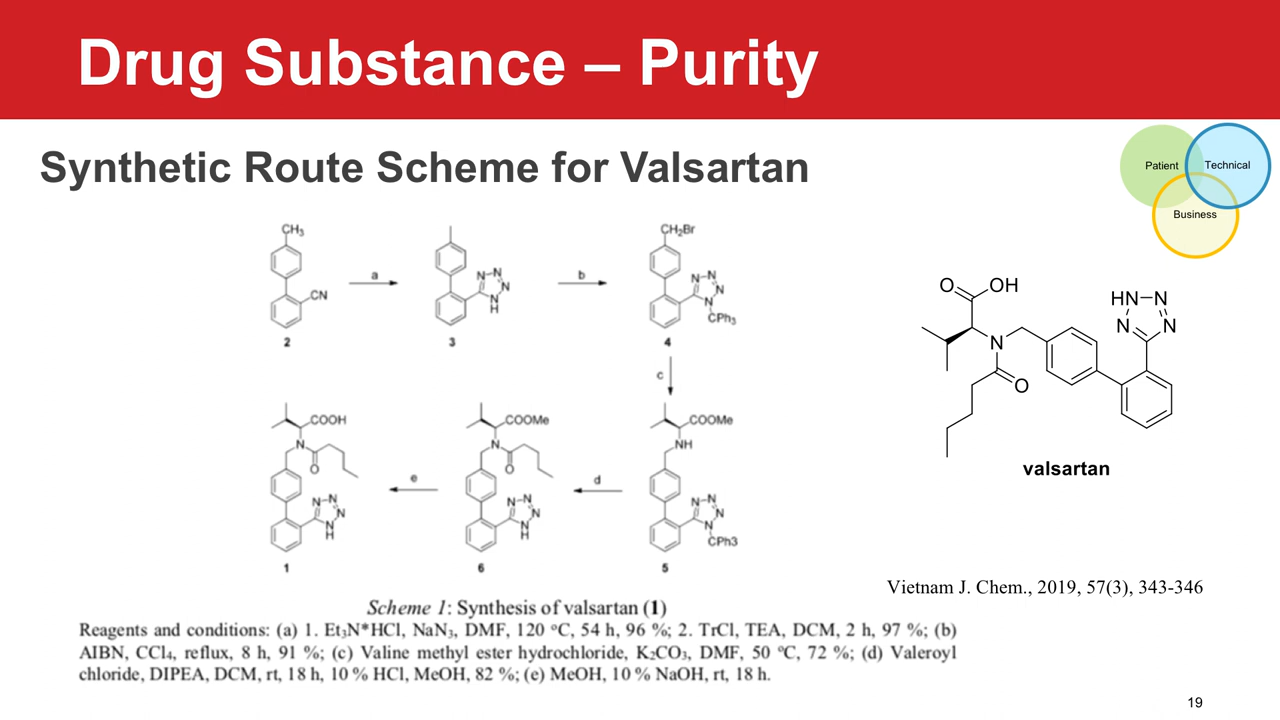 Drug Substance – Purity
Synthetic Route Scheme for Valsartan
Patient
Technical
Business
CH₃
CN
2
a
N-N
N
N
H
3
b
CH₂Br
N-N
N
N
CPh₃
4
c
COOMe
NH
N-N
N
N
CPh3
5
d
COOMe
N
O
N-N
N
N
H
6
e
COOH
N
O
N-N
N
N
H
1
O
OH
N
O
HN-N
N
N
valsartan
Vietnam J. Chem., 2019, 57(3), 343-346
Scheme 1: Synthesis of valsartan (1)
Reagents and conditions: (a) 1. Et₃N*HCl, NaN₃, DMF, 120 °C, 54 h, 96 %; 2. TrCl, TEA, DCM, 2 h, 97 %; (b)
AIBN, CCl₄, reflux, 8 h, 91 %; (c) Valine methyl ester hydrochloride, K₂CO₃, DMF, 50 °C, 72 %; (d) Valeroyl
chloride, DIPEA, DCM, rt, 18 h, 10 % HCl, MeOH, 82 %; (e) MeOH, 10 % NaOH, rt, 18 h.
19